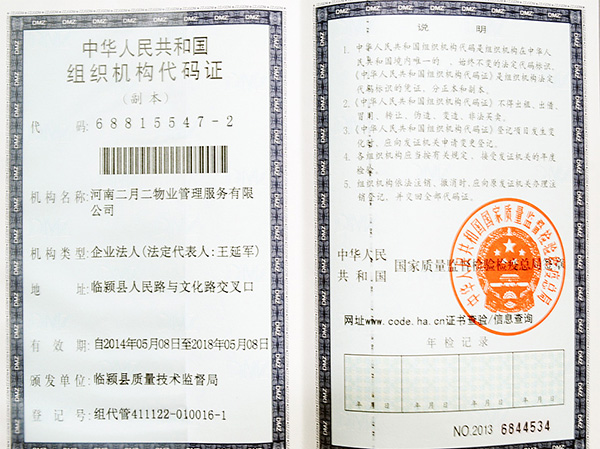 中华人民共和国
组织机构代码证
(副本)
代 码:68815547-2
机构名称:河南二月二物业管理服务有限
公司
机构类型:企业法人(法定代表人:王延军)
地 址:临颍县人民路与文化路交叉口
有 效 期:自2014年05月08日至2018年05月08日
颁发单位:临颍县质量技术监督局
登 记 号:组代管411122-010016-1
说 明
1. 中华人民共和国组织机构代码是组织机构在中华人
民共和国境内唯一的、始终不变的法定代码标识,
《中华人民共和国组织机构代码证》是组织机构法定
代码标识的凭证,分正本和副本。
2.《中华人民共和国组织机构代码证》不得出租、出借、
冒用、转让、伪造、变造、非法买卖。
3.《中华人民共和国组织机构代码证》登记项目发生变
化时,应向发证机关申请变更登记。
4. 各组织机构应当按有关规定,接受发证机关的年度
检验。
5. 组织机构依法注销、撤消时,应向原发证机关办理注
销登记,并交回全部代码证。
中华人民
共 和 国
国家质量监督检验检疫总局签章
网址www.code.ha.cn证书查验/信息查询
年检记录
年 月 日 年 月 日 年 月 日 年 月 日
NO.2013 6844534